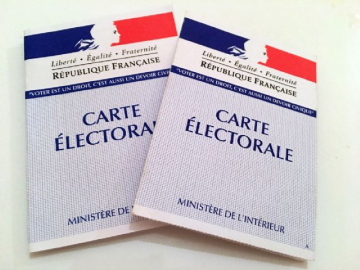 Liberté • Égalité • Fraternité
RÉPUBLIQUE FRANÇAISE
"VOTER EST UN DROIT, C'EST AUSSI UN DEVOIR CIVI
CARTE
ÉLECTORALE
MINISTÈRE DE
Liberté • Égalité • Fraternité
RÉPUBLIQUE FRANÇAISE
"VOTER EST UN DROIT, C'EST AUSSI UN DEVOIR CIVIQUE"
CARTE
ÉLECTORALE
MINISTÈRE DE L'INTÉRIEUR